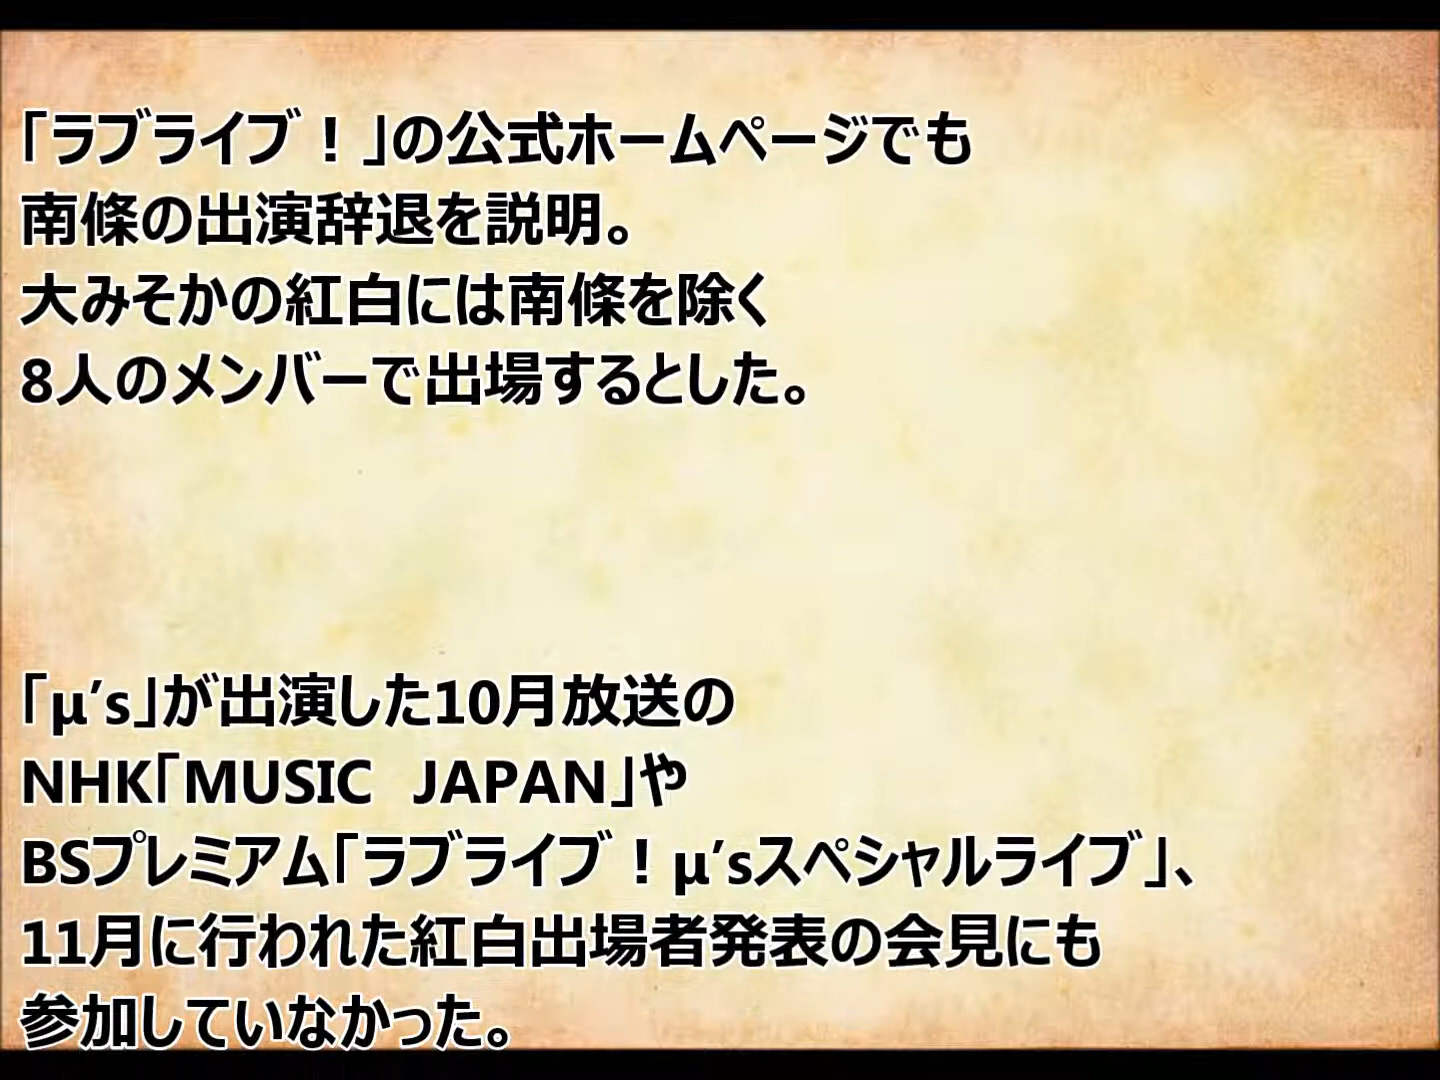 「ラブライブ！」の公式ホームページでも
南條の出演辞退を説明。
大みそかの紅白には南條を除く
8人のメンバーで出場するとした。
「μ's」が出演した10月放送の
NHK「MUSIC　JAPAN」や
BSプレミアム「ラブライブ！μ'sスペシャルライブ」、
11月に行われた紅白出場者発表の会見にも
参加していなかった。